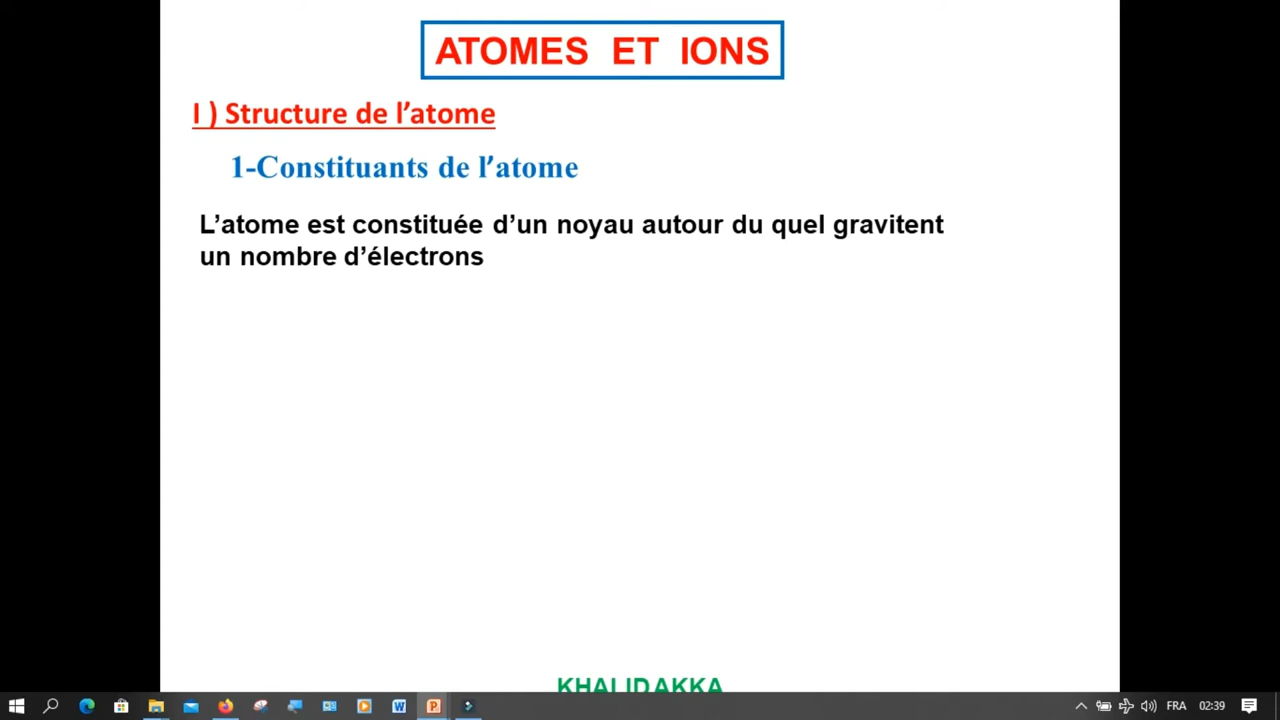 ATOMES ET IONS
I ) Structure de l’atome
1-Constituants de l’atome
L’atome est constituée d’un noyau autour du quel gravitent
un nombre d’électrons
KHALIDAKKA
FRA 02:39